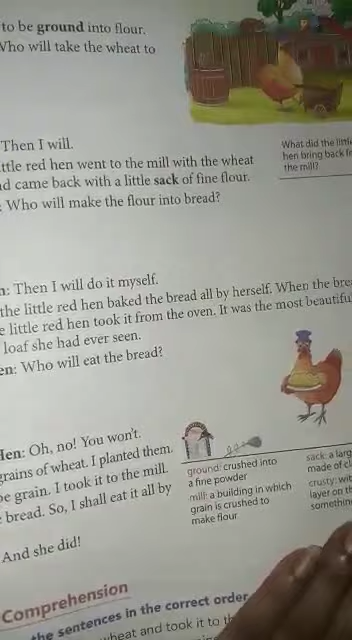 to be ground into flour.
Who will take the wheat to
Then I will.
ttle red hen went to the mill with the wheat
d came back with a little sack of fine flour.
: Who will make the flour into bread?
What did the little
hen bring back fr
the mill?
n: Then I will do it myself.
the little red hen baked the bread all by herself. When the brea
e little red hen took it from the oven. It was the most beautifu
loaf she had ever seen.
en: Who will eat the bread?
Hen: Oh, no! You won't.
grains of wheat. I planted them.
pe grain. I took it to the mill.
bread. So, I shall eat it all by
And she did!
ground: crushed into
a fine powder
mill: a building in which
grain is crushed to
make flour
sack: a larg
made of cl
crusty: wit
layer on th
somethin
Comprehension
the sentences in the correct order
wheat and took it to th